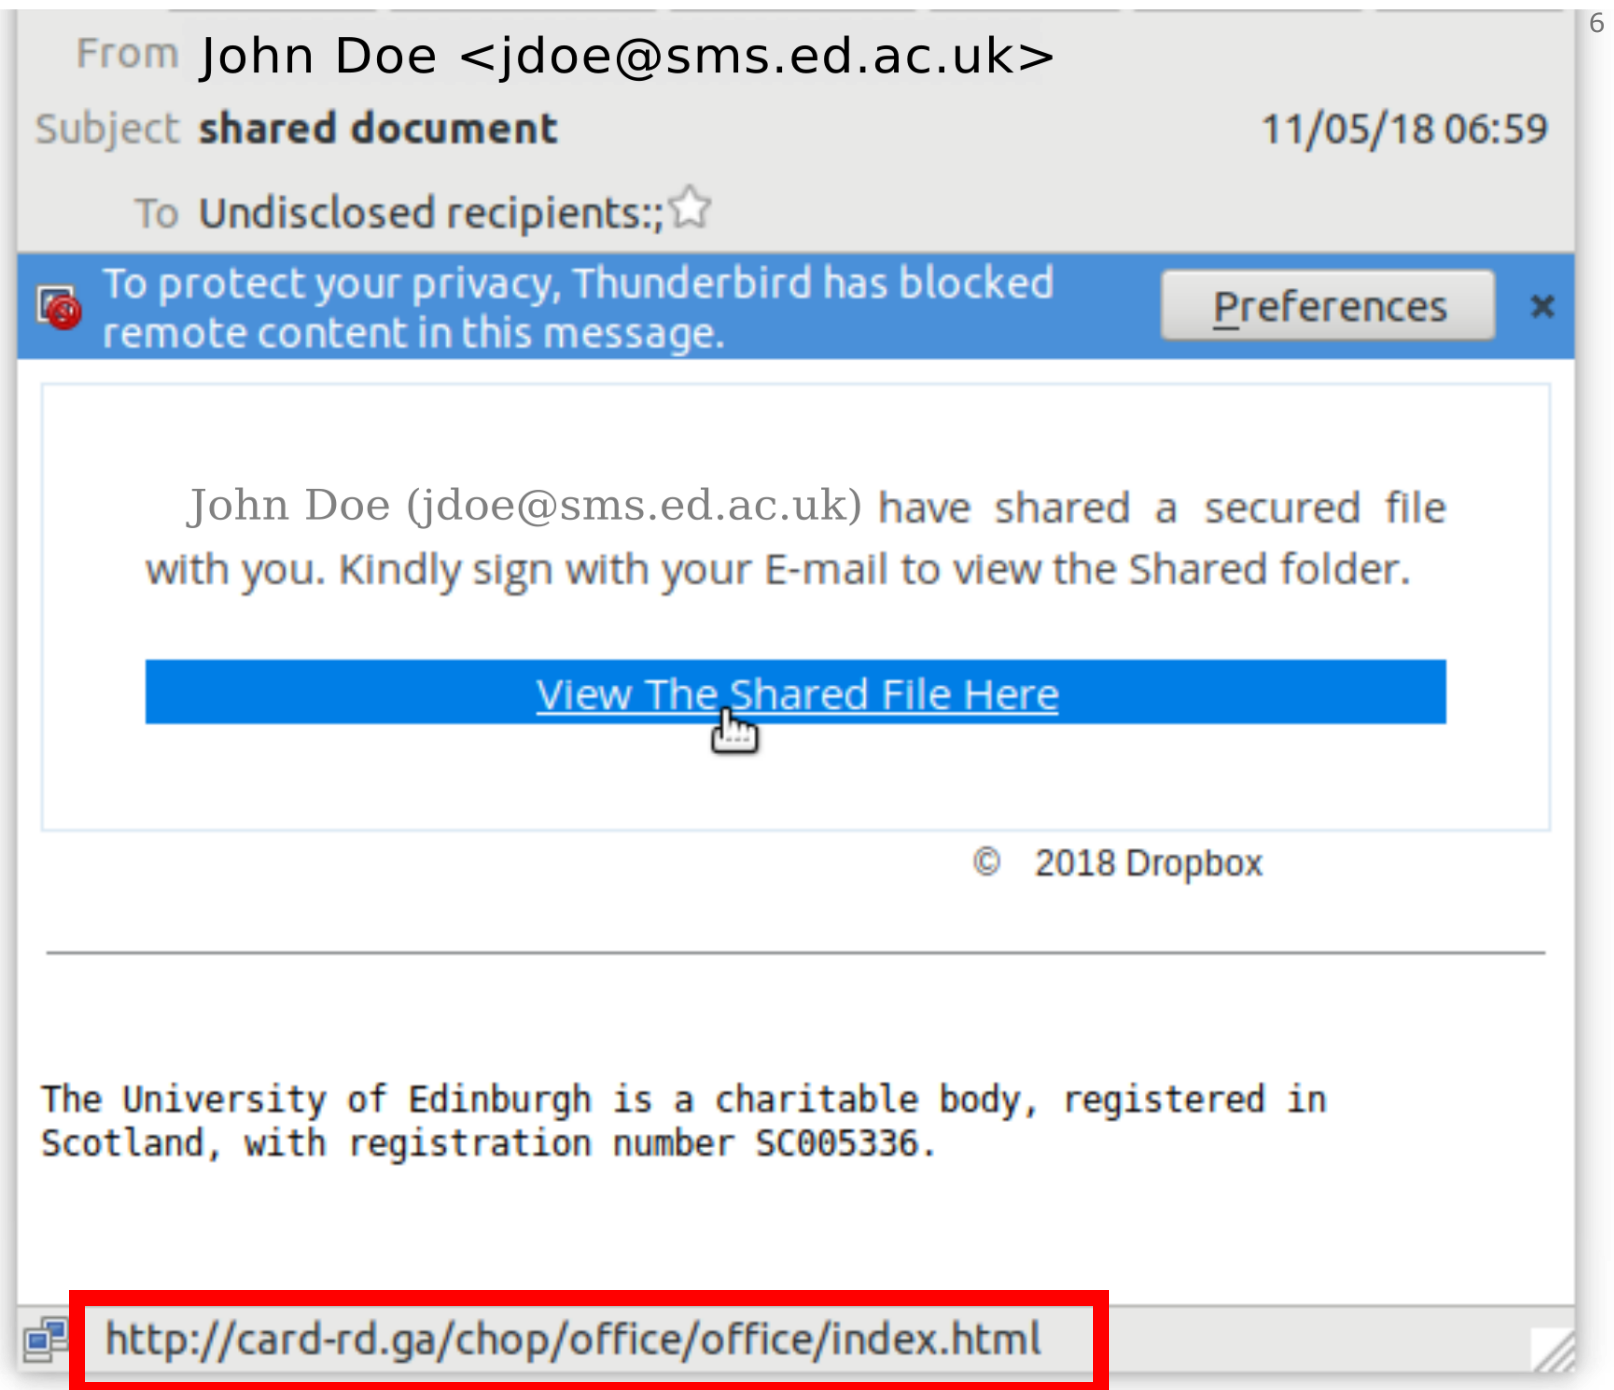 6
From John Doe <jdoe@sms.ed.ac.uk>
Subject shared document 11/05/18 06:59
To Undisclosed recipients:;
To protect your privacy, Thunderbird has blocked
remote content in this message.
Preferences
John Doe (jdoe@sms.ed.ac.uk) have shared a secured file
with you. Kindly sign with your E-mail to view the Shared folder.
View The Shared File Here
© 2018 Dropbox
The University of Edinburgh is a charitable body, registered in
Scotland, with registration number SC005336.
http://card-rd.ga/chop/office/office/index.html